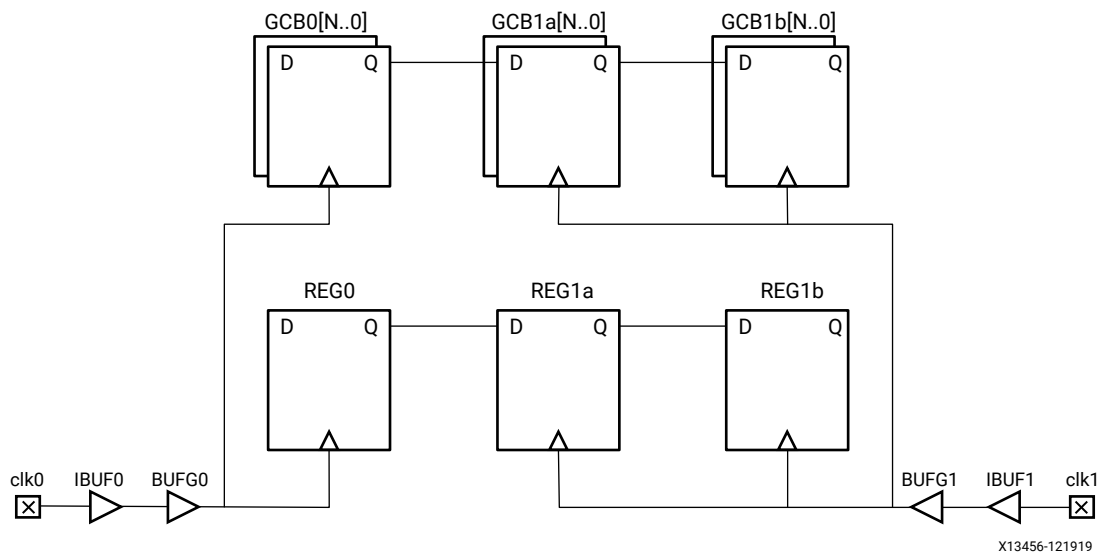 GCB0[N..0] GCB1a[N..0] GCB1b[N..0]
D Q D Q D Q
REG0 REG1a REG1b
D Q D Q D Q
clk0 IBUF0 BUFG0 BUFG1 IBUF1 clk1
X13456-121919